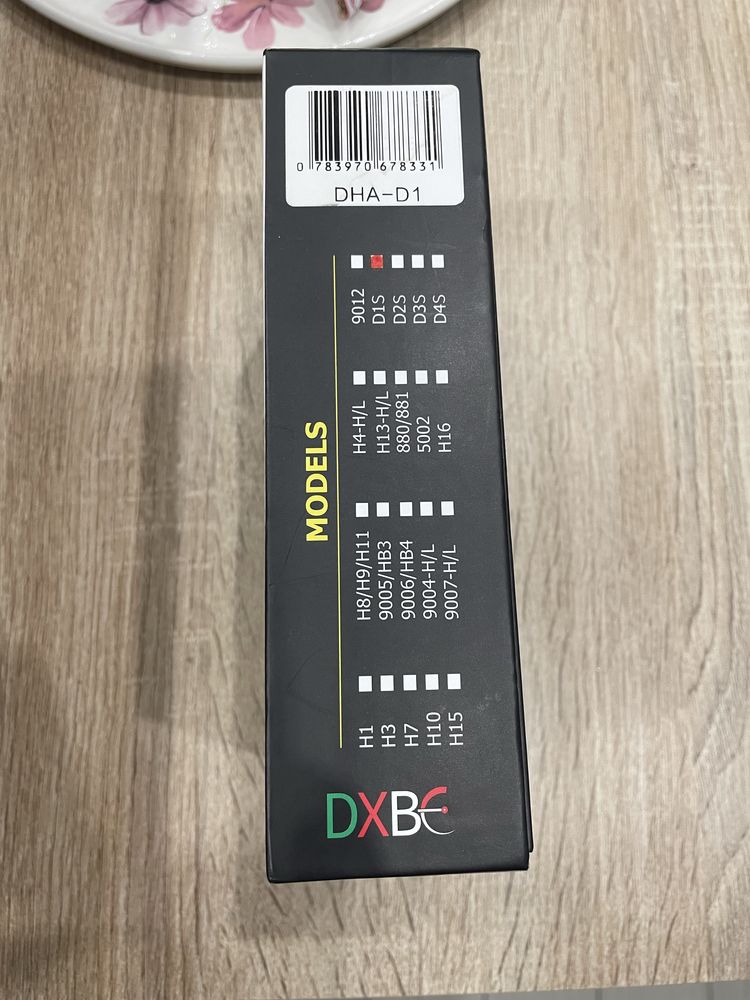 0 783970 678331
DHA-D1
MODELS
9012
D1S
D2S
D3S
D4S
H4-H/L
H13-H/L
880/881
5002
H16
H8/H9/H11
9005/HB3
9006/HB4
9004-H/L
9007-H/L
H1
H3
H7
H10
H15
DXBE